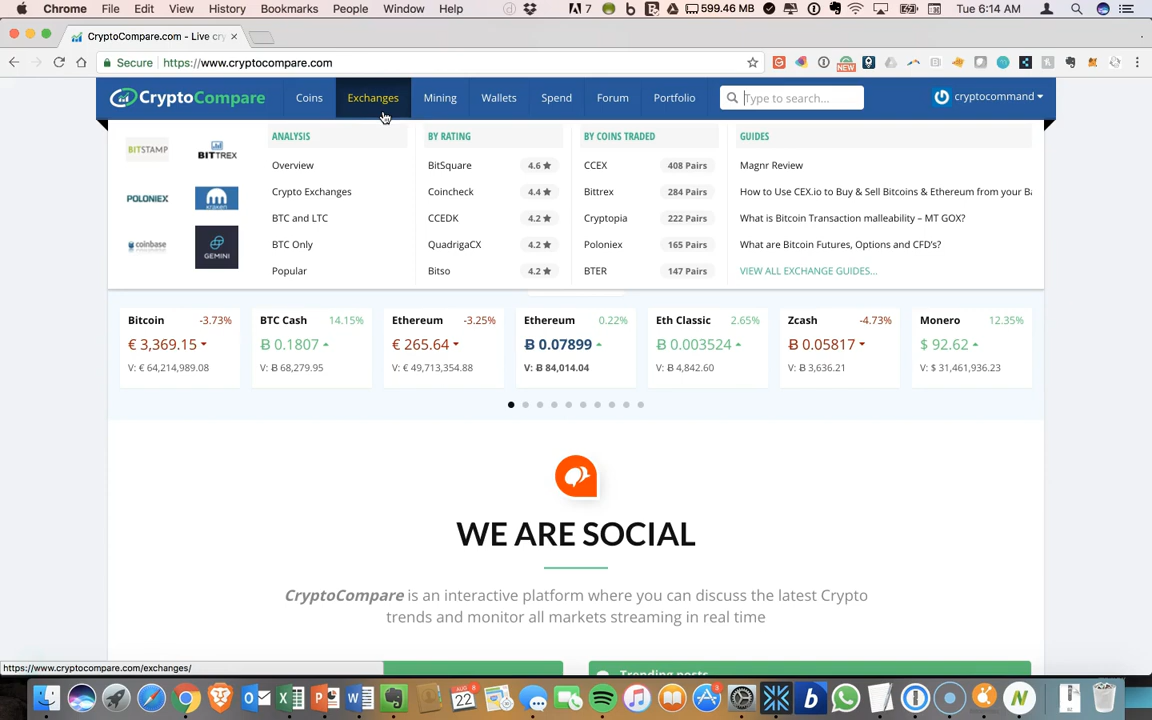 Chrome File Edit View History Bookmarks People Window Help 7 599.46 MB Tue 6:14 AM
CryptoCompare.com - Live cry
Secure https://www.cryptocompare.com
NEW
CryptoCompare Coins Exchanges Mining Wallets Spend Forum Portfolio Type to search... cryptocommand
BITSTAMP BITTREX
POLONIEX
coinbase GEMINI
ANALYSIS
Overview
Crypto Exchanges
BTC and LTC
BTC Only
Popular
BY RATING
BitSquare 4.6 ★
Coincheck 4.4 ★
CCEDK 4.2 ★
QuadrigaCX 4.2 ★
Bitso 4.2 ★
BY COINS TRADED
CCEX 408 Pairs
Bittrex 284 Pairs
Cryptopia 222 Pairs
Poloniex 165 Pairs
BTER 147 Pairs
GUIDES
Magnr Review
How to Use CEX.io to Buy & Sell Bitcoins & Ethereum from your Ba
What is Bitcoin Transaction malleability – MT GOX?
What are Bitcoin Futures, Options and CFD's?
VIEW ALL EXCHANGE GUIDES...
Bitcoin -3.73%
€ 3,369.15
V: € 64,214,989.08
BTC Cash 14.15%
Ƀ 0.1807
V: Ƀ 68,279.95
Ethereum -3.25%
€ 265.64
V: € 49,713,354.88
Ethereum 0.22%
Ƀ 0.07899
V: Ƀ 84,014.04
Eth Classic 2.65%
Ƀ 0.003524
V: Ƀ 4,842.60
Zcash -4.73%
Ƀ 0.05817
V: Ƀ 3,636.21
Monero 12.35%
$ 92.62
V: $ 31,461,936.23
WE ARE SOCIAL
CryptoCompare is an interactive platform where you can discuss the latest Crypto
trends and monitor all markets streaming in real time
https://www.cryptocompare.com/exchanges/
Trending posts
AUG
22